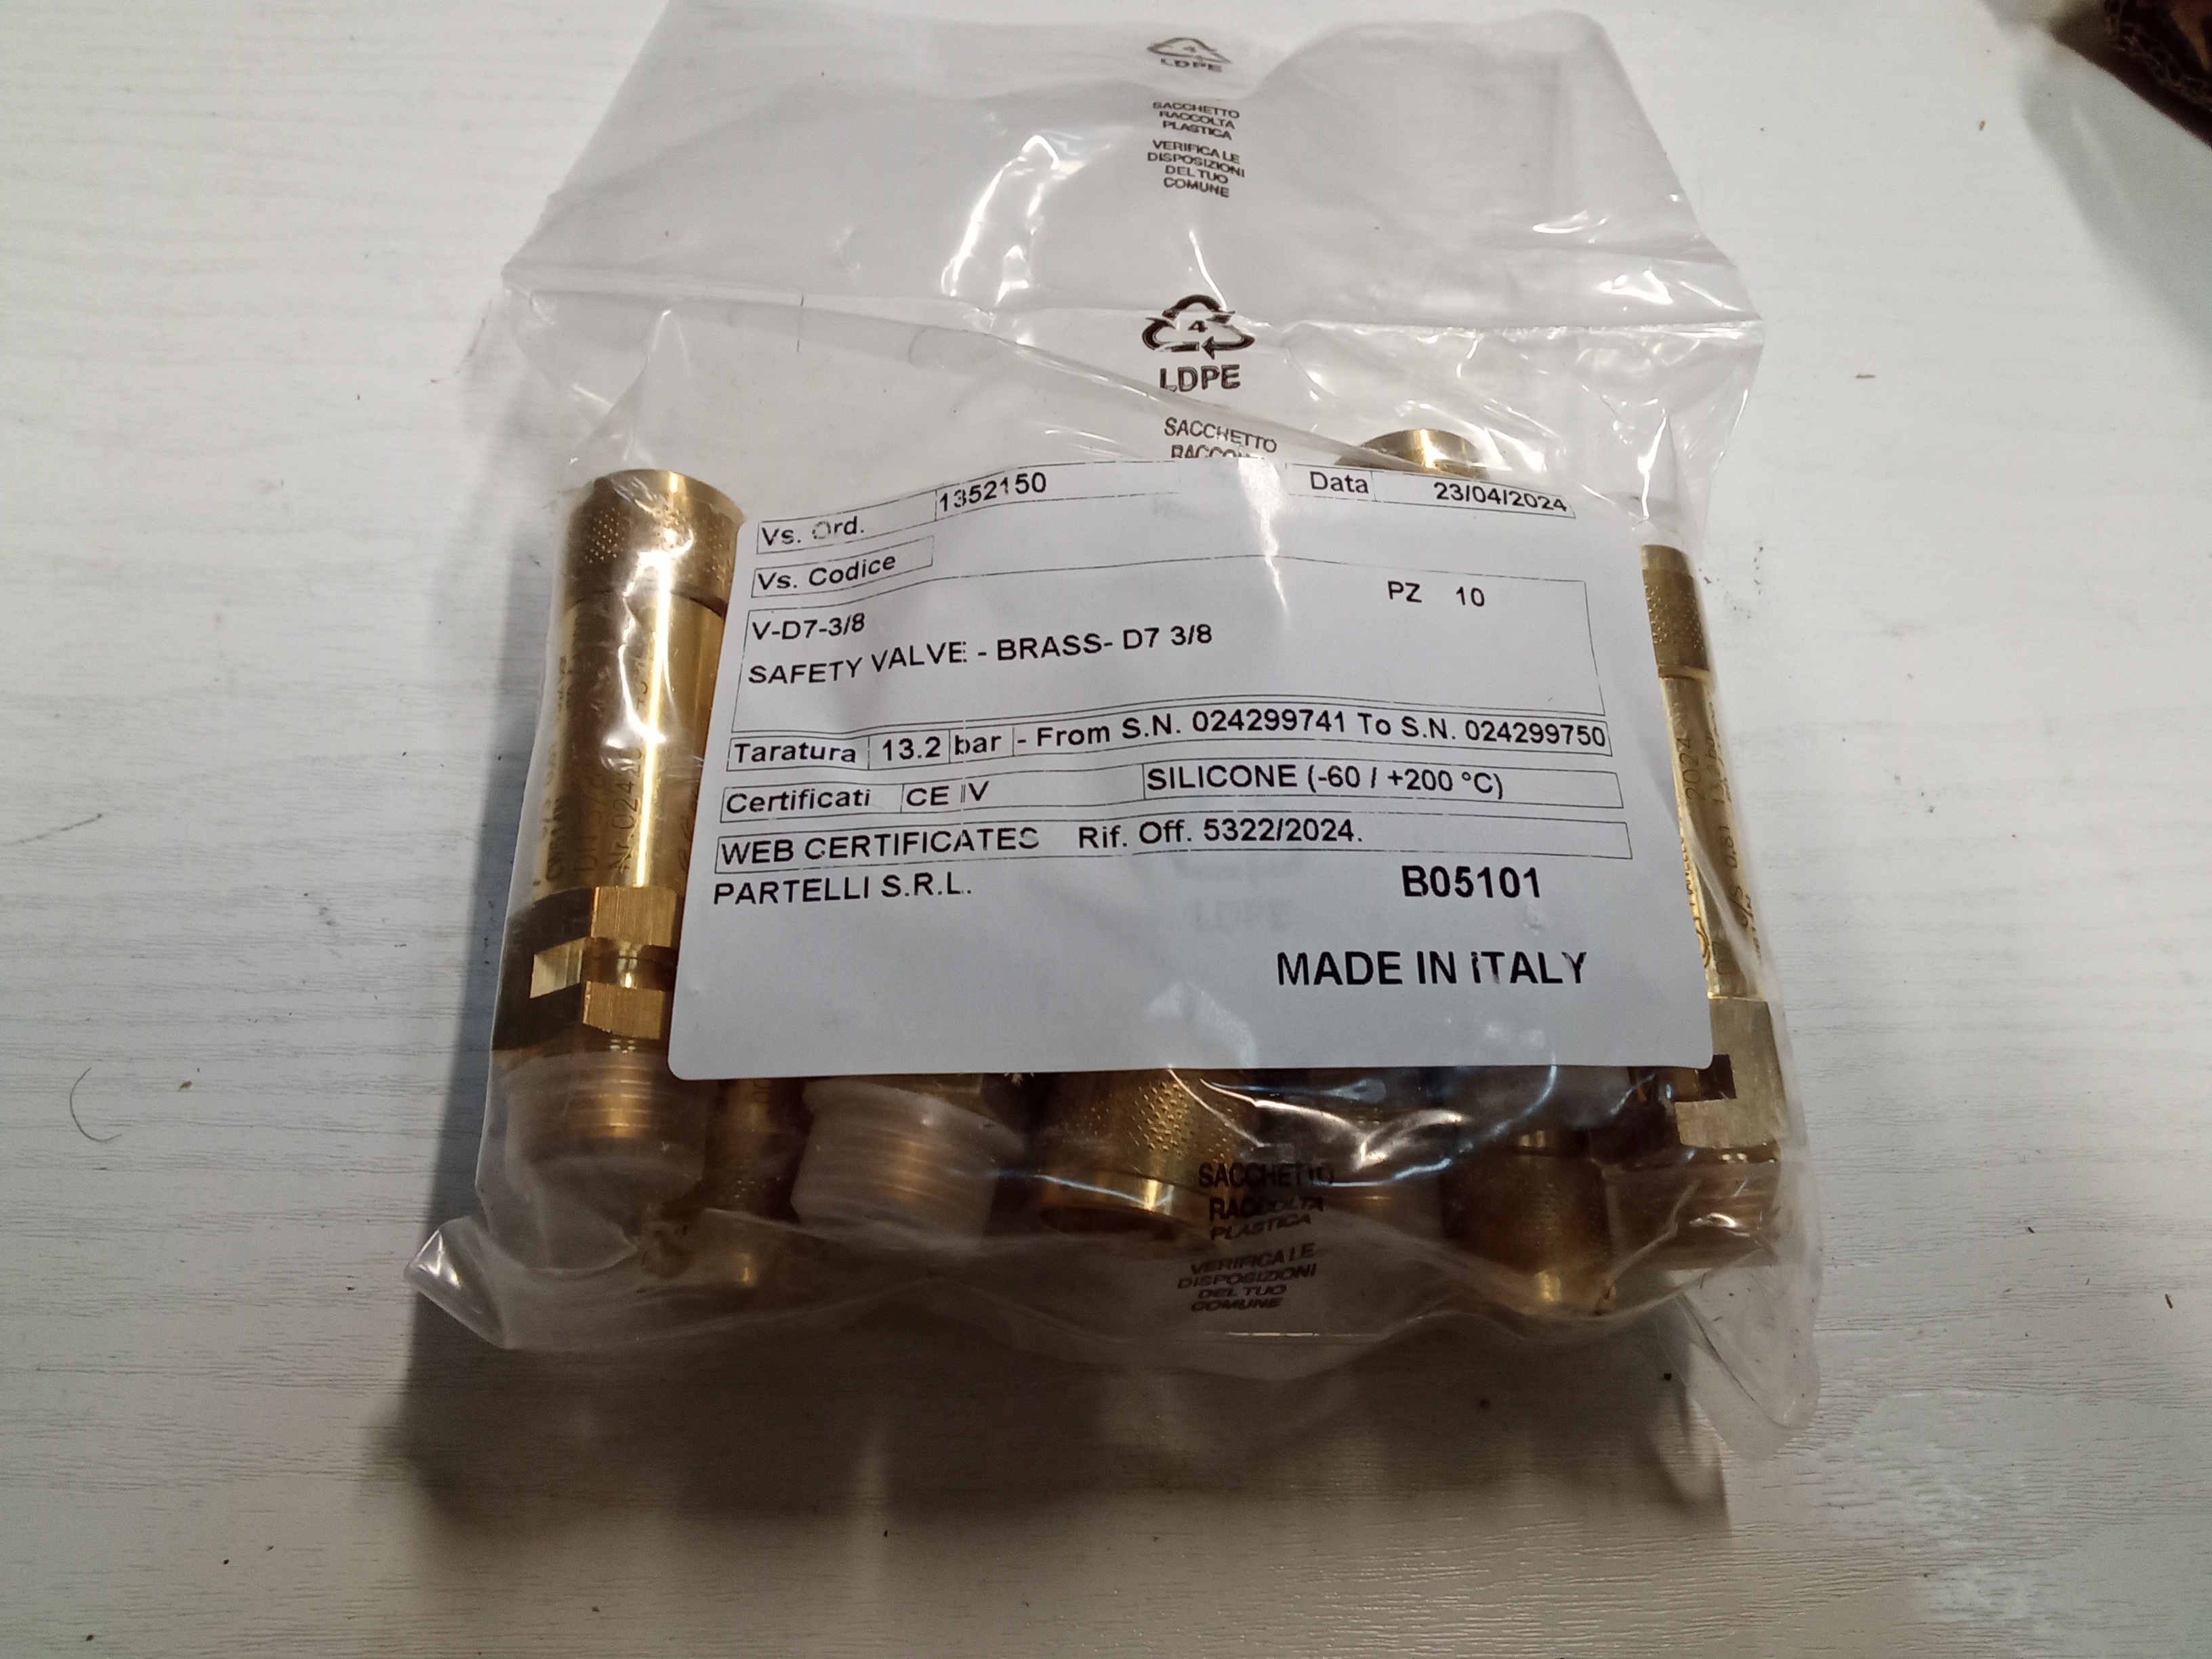 4
LDPE
SACCHETTO
RACCOLTA
PLASTICA
VERIFICA LE
DISPOSIZIONI
DEL TUO
COMUNE
4
LDPE
SACCHETTO
Vs. Ord. 1352150 Data 23/04/2024
Vs. Codice
V-D7-3/8 PZ 10
SAFETY VALVE - BRASS- D7 3/8
Taratura 13.2 bar - From S.N. 024299741 To S.N. 024299750
Certificati CE IV SILICONE (-60 / +200 °C)
WEB CERTIFICATES Rif. Off. 5322/2024.
PARTELLI S.R.L. B05101
MADE IN ITALY
2024
SACCHETTO
RACCOLTA
PLASTICA
VERIFICA LE
DISPOSIZIONI
DEL TUO
COMUNE